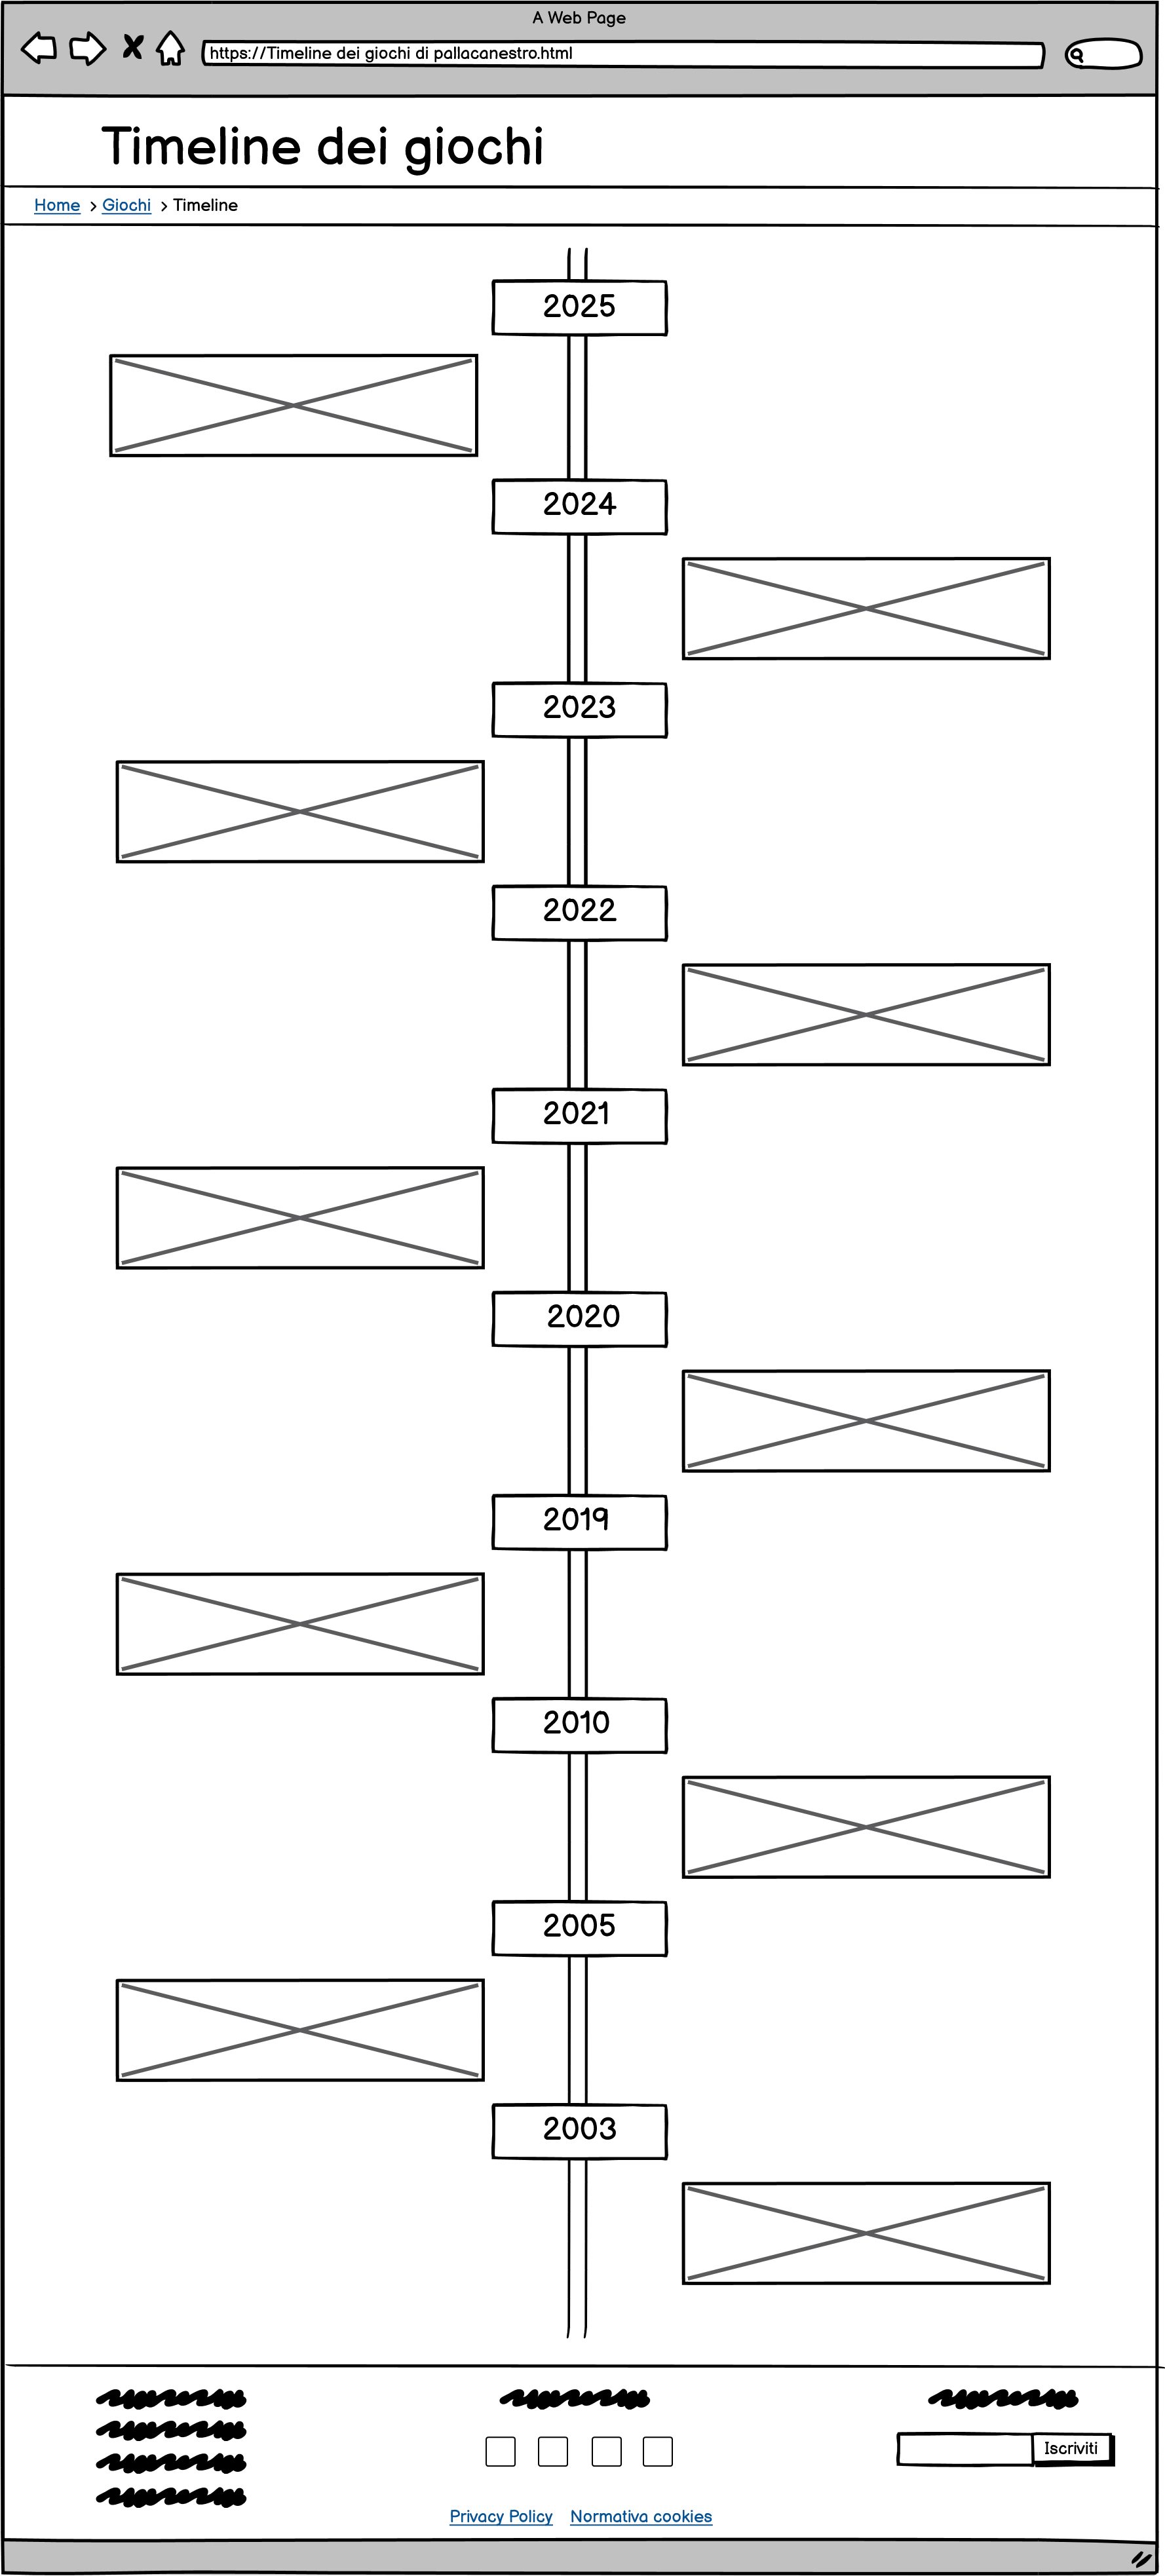 A Web Page
https://Timeline dei giochi di pallacanestro.html
Timeline dei giochi
Home > Giochi > Timeline
2025
2024
2023
2022
2021
2020
2019
2010
2005
2003
Iscriviti
Privacy Policy Normativa cookies